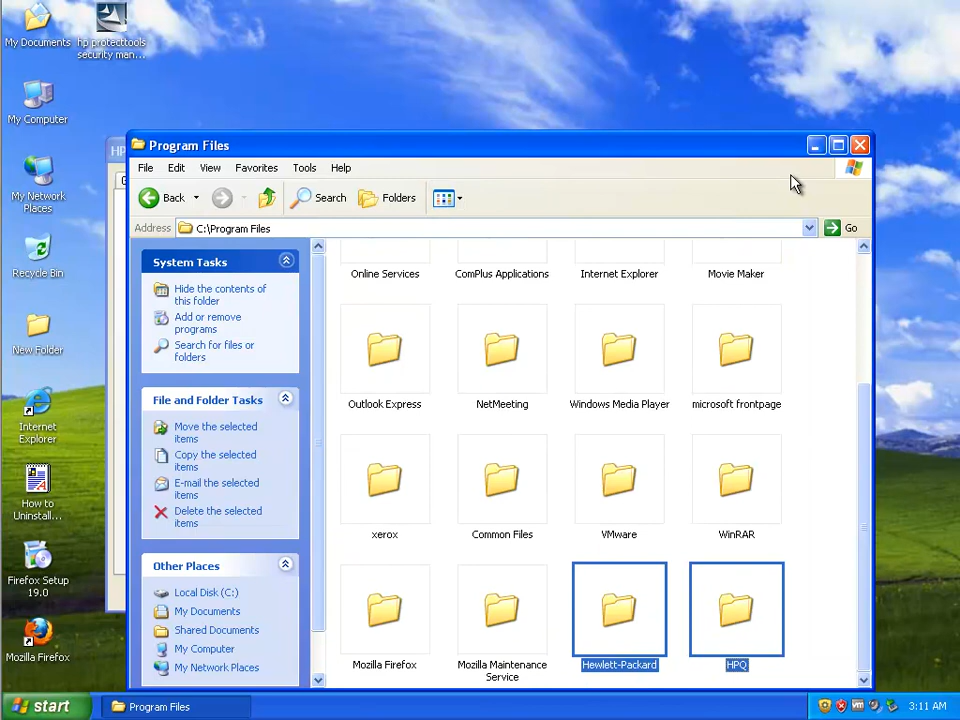 My Documents
hp protecttools
security man...
My Computer
My Network
Places
Recycle Bin
New Folder
Internet
Explorer
How to
Uninstall...
Firefox Setup
19.0
Mozilla Firefox
HP
Program Files
File Edit View Favorites Tools Help
Back Search Folders
Address C:\Program Files Go
System Tasks
Hide the contents of
this folder
Add or remove
programs
Search for files or
folders
File and Folder Tasks
Move the selected
items
Copy the selected
items
E-mail the selected
items
Delete the selected
items
Other Places
Local Disk (C:)
My Documents
Shared Documents
My Computer
My Network Places
Online Services ComPlus Applications Internet Explorer Movie Maker
Outlook Express NetMeeting Windows Media Player microsoft frontpage
xerox Common Files VMware WinRAR
Mozilla Firefox Mozilla Maintenance
Service Hewlett-Packard HPQ
start Program Files 3:11 AM